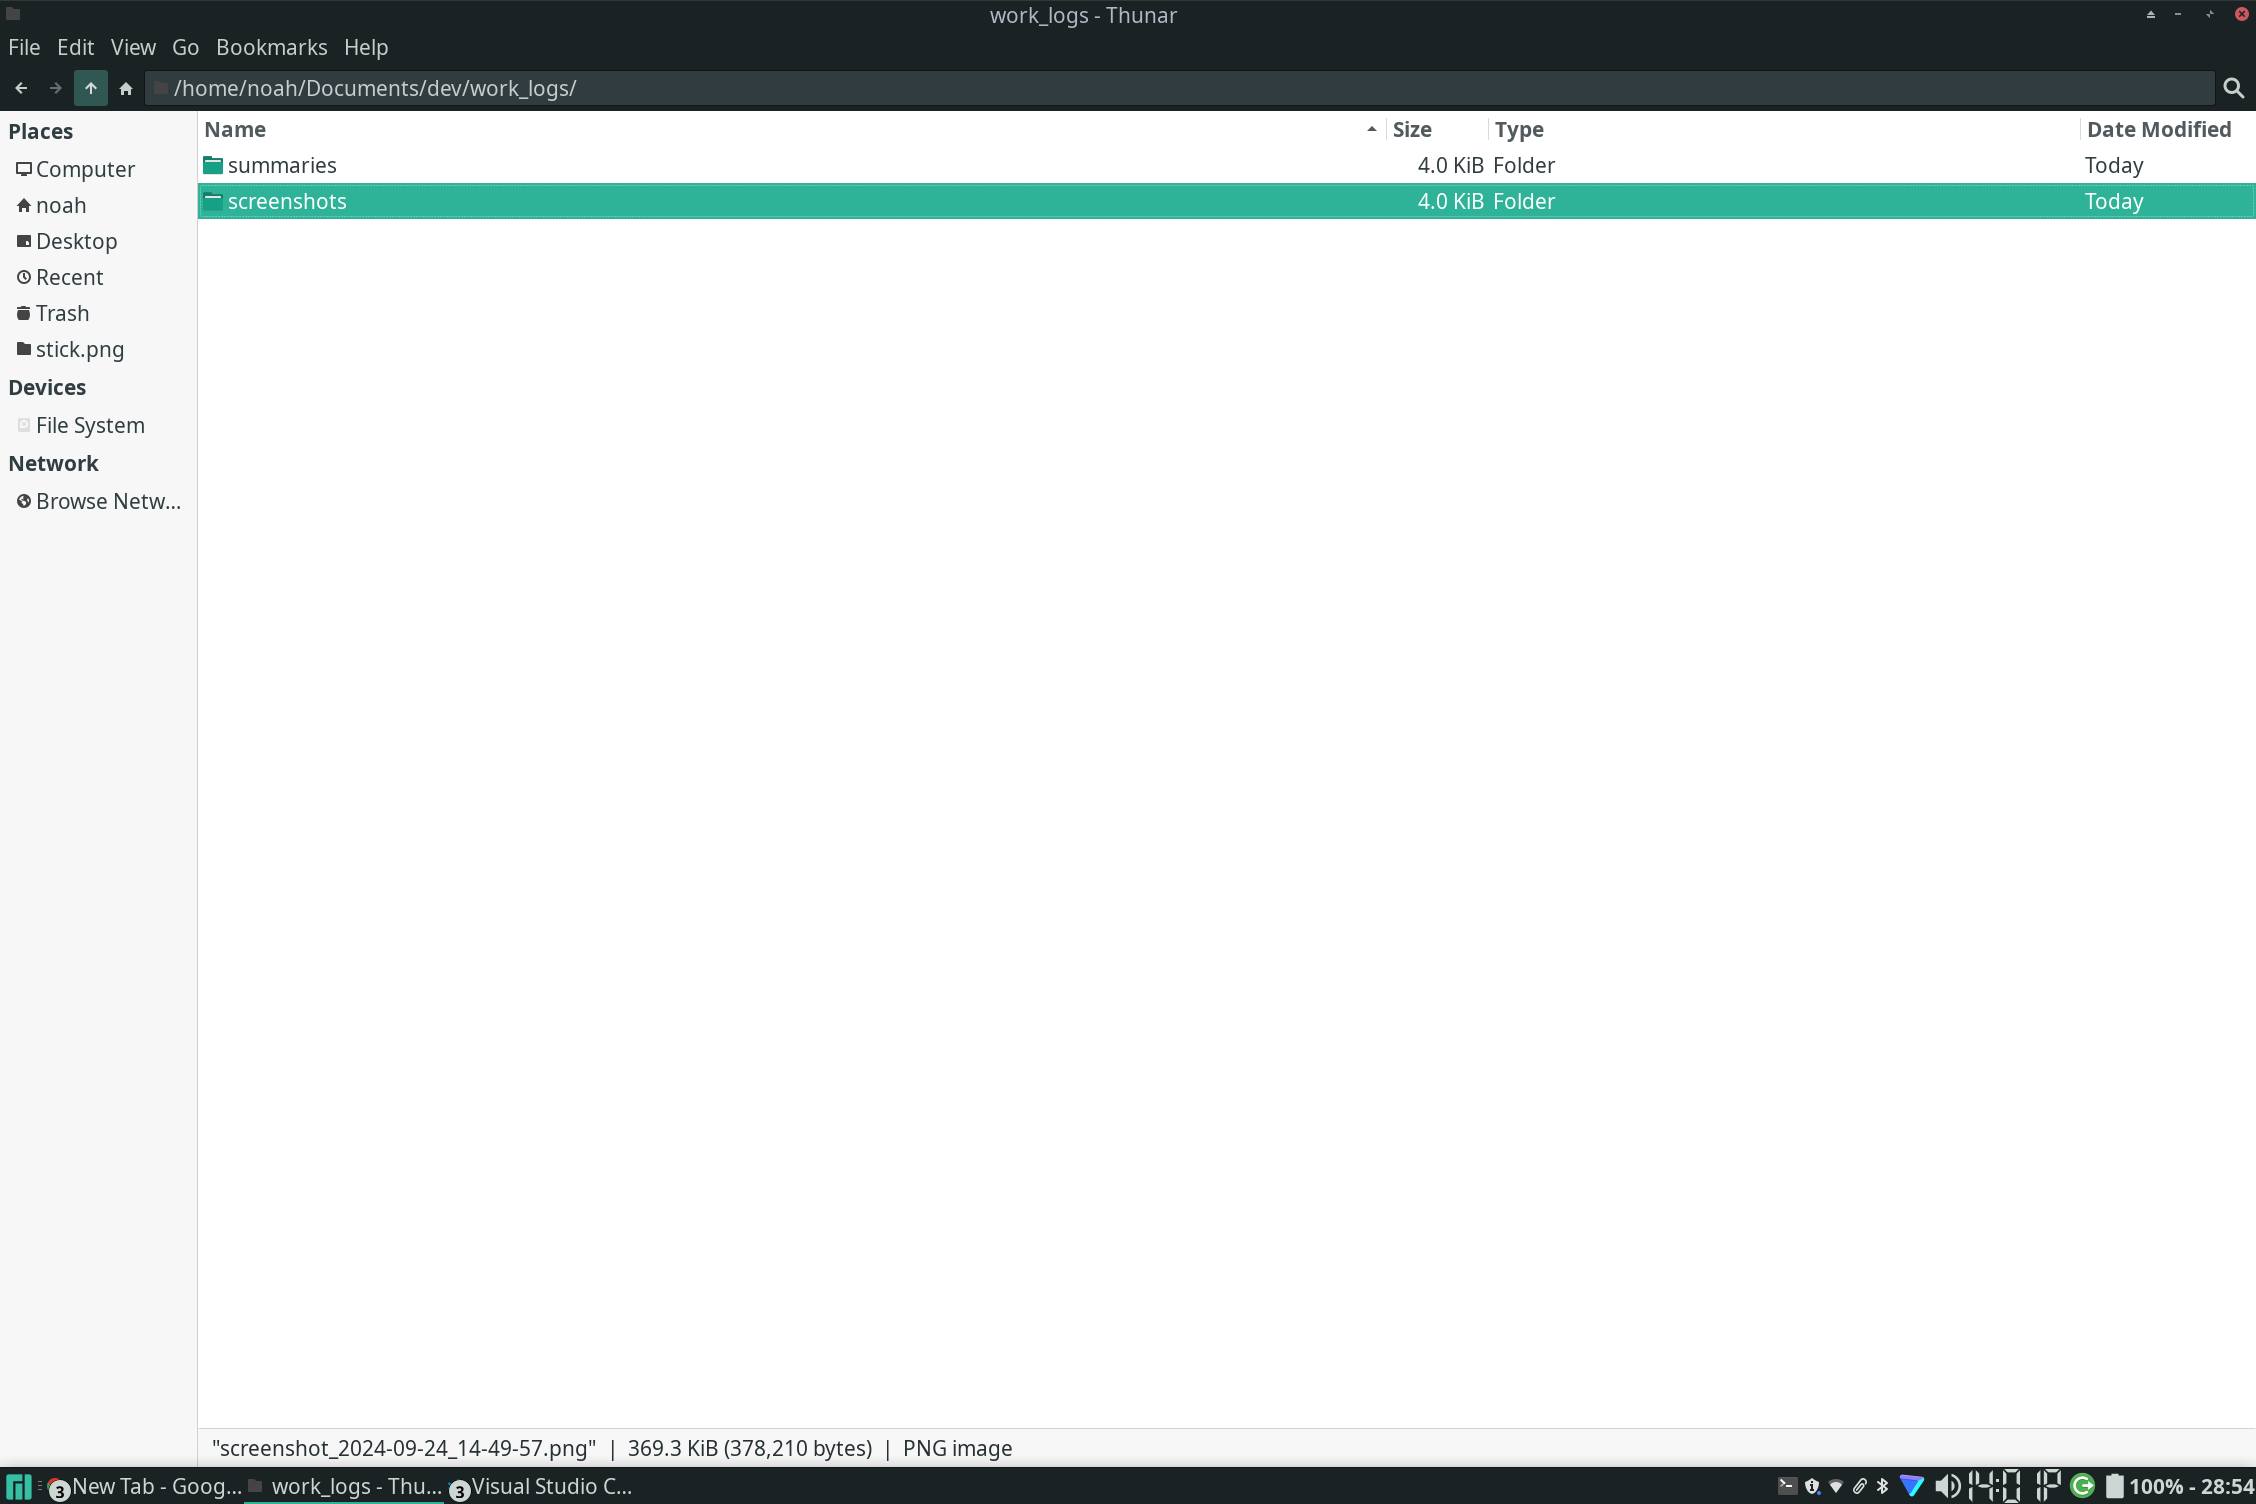 work_logs - Thunar
File Edit View Go Bookmarks Help
/home/noah/Documents/dev/work_logs/
Places
Computer
noah
Desktop
Recent
Trash
stick.png
Devices
File System
Network
Browse Netw...
Name Size Type Date Modified
summaries 4.0 KiB Folder Today
screenshots 4.0 KiB Folder Today
"screenshot_2024-09-24_14-49-57.png" | 369.3 KiB (378,210 bytes) | PNG image
3 New Tab - Goog... work_logs - Thu... 3 Visual Studio C... 100% - 28:54